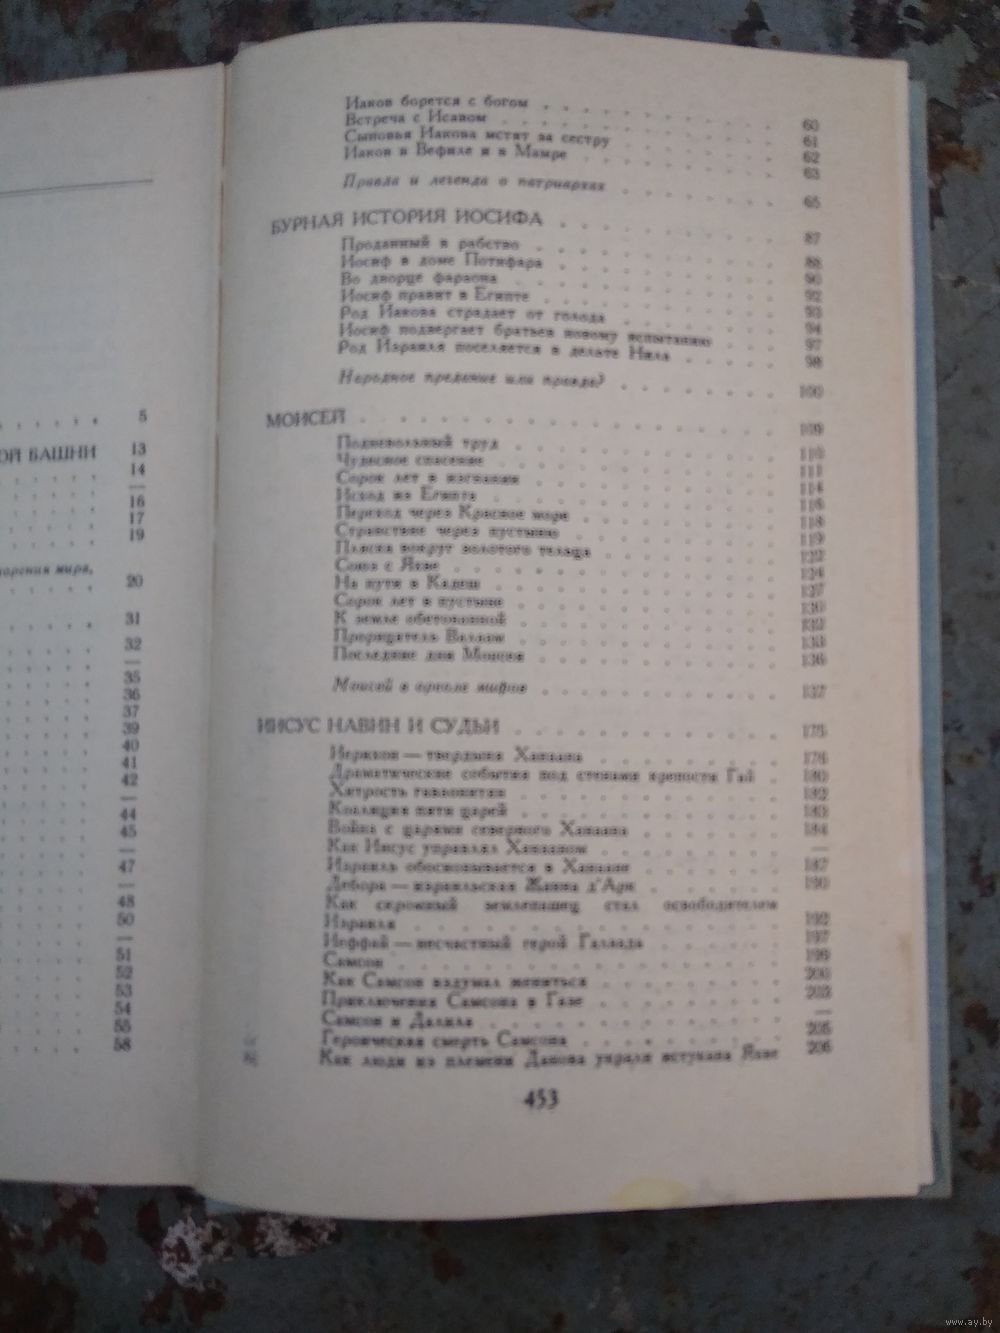 5
ОЙ БАШНИ 13
14
—
16
17
19
ворения мира,
20
31
32
—
35
36
37
39
40
41
42
—
44
45
—
47
—
48
50
—
51
52
53
54
55
58
Иаков борется с богом 60
Встреча с Исавом 61
Сыновья Иакова мстят за сестру 62
Иаков в Вефиле и в Мамре 63
Правда и легенда о патриархах 65
БУРНАЯ ИСТОРИЯ ИОСИФА 87
Проданный в рабство 88
Иосиф в доме Потифара 90
Во дворце фараона 92
Иосиф правит в Египте 93
Род Иакова страдает от голода 94
Иосиф подвергает братьев новому испытанию 97
Род Израиля поселяется в дельте Нила 98
Народное предание или правда? 100
МОИСЕЙ 109
Подневольный труд 110
Чудесное спасение 111
Сорок лет в изгнании 114
Исход из Египта 116
Переход через Красное море 118
Странствие через пустыню 119
Пляска вокруг золотого тельца 122
Союз с Яхве 124
На пути в Кадеш 127
Сорок лет в пустыне 130
К земле обетованной 132
Прорицатель Валаам 133
Последние дни Моисея 136
Моисей в ореоле мифов 137
ИИСУС НАВИН И СУДЬИ 175
Иерихон — твердыня Ханаана 176
Драматические события под стенами крепости Гай 180
Хитрость гаваонитян 182
Коалиция пяти царей 183
Война с царями северного Ханаана 184
Как Иисус управлял Ханааном —
Израиль обосновывается в Ханаане 187
Дебора — израильская Жанна д'Арк 190
Как скромный землепашец стал освободителем
Израиля 192
Иеффай — несчастный герой Галаада 197
Самсон 199
Как Самсон вздумал жениться 200
Приключения Самсона в Газе 203
Самсон и Далила —
Героическая смерть Самсона 205
Как люди из племени Данова украли истукана Яхве 206
453
www.ay.by